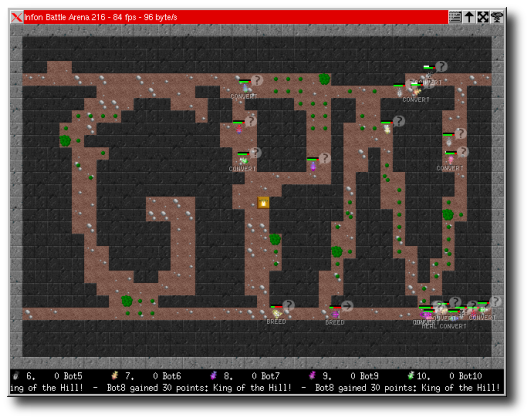 Infon Battle Arena 216 - 84 fps - 96 byte/s
CONVERT
CONVERT
CONVERT
CONVERT
BREED
BREED
HEAL CONVERT
6. 0 Bot5 7. 0 Bot6 8. 0 Bot7 9. 0 Bot9 10. 0 Bot10
ing of the Hill! - Bot8 gained 30 points: King of the Hill! - Bot8 gained 30 points: King of the Hill!